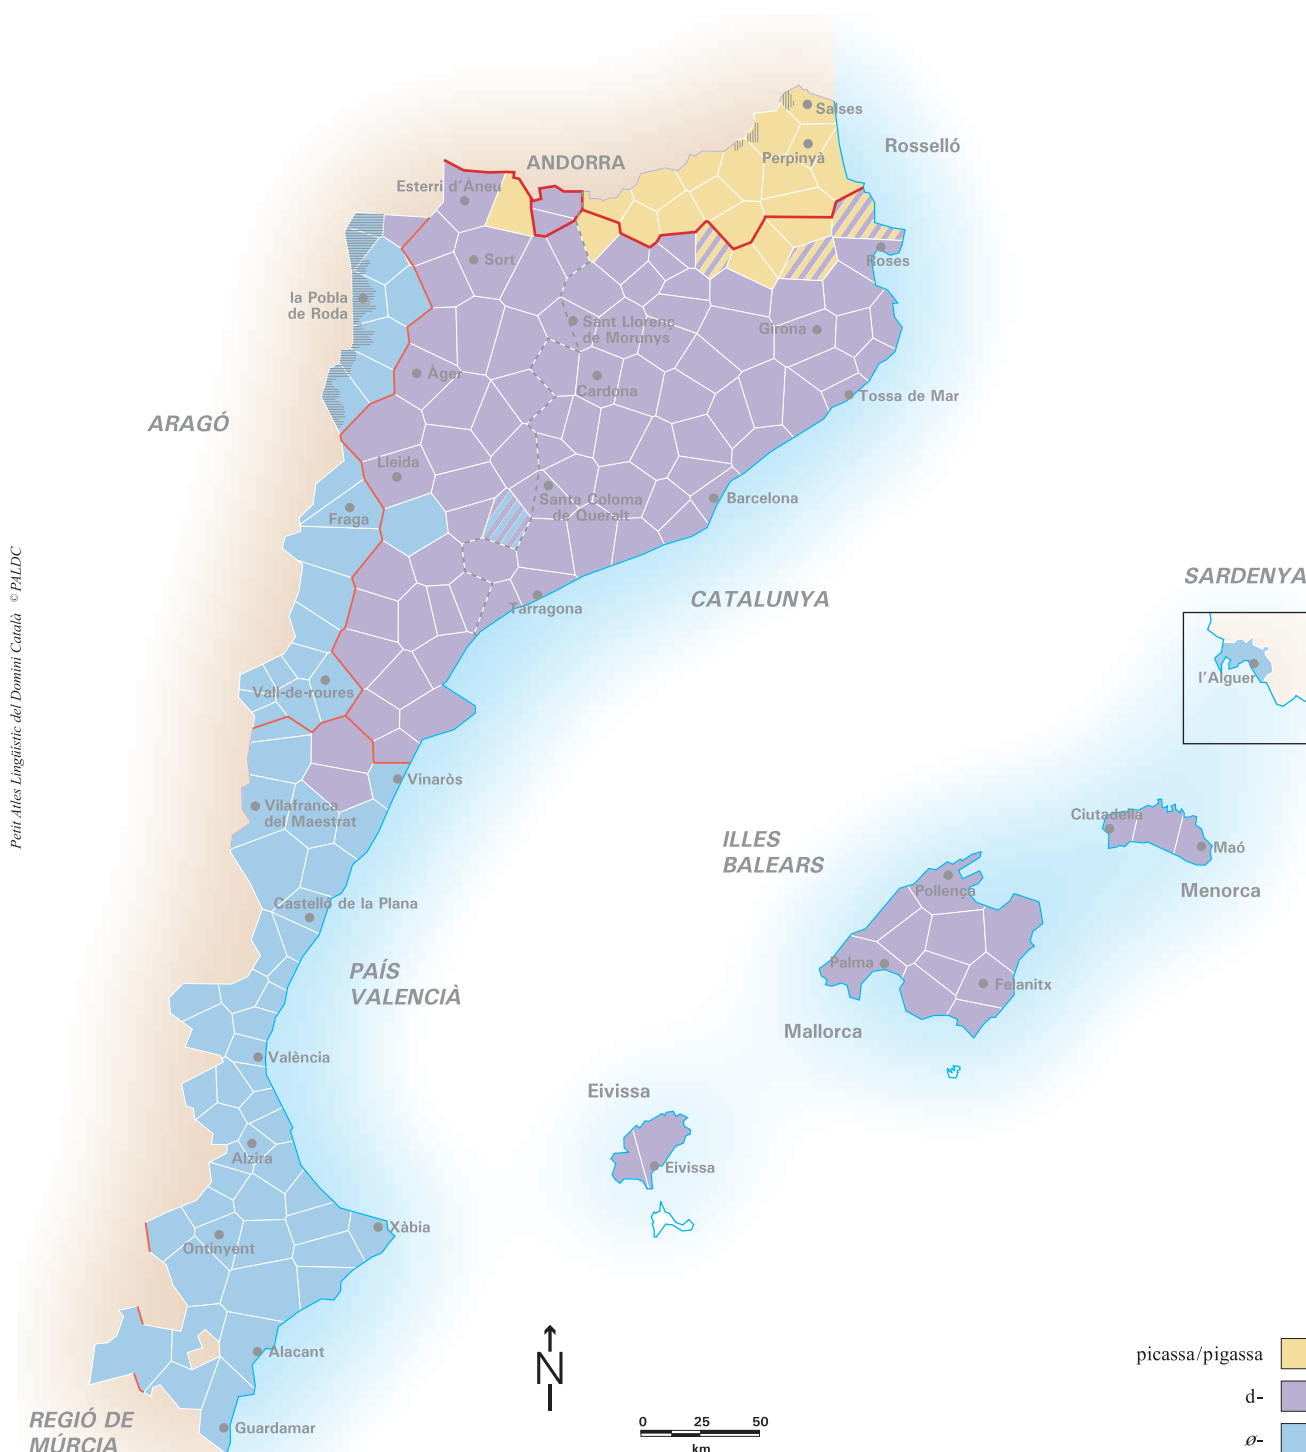 Salses
Rosselló
Perpinyà
ANDORRA
Esterri d'Àneu
Roses
Sort
la Pobla
de Roda
Sant Llorenç
de Morunys
Girona
Àger
Cardona
Tossa de Mar
ARAGÓ
Lleida
Santa Coloma
de Queralt
Barcelona
Fraga
Petit Atles Lingüístic del Domini Català © PALDC
SARDENYA
CATALUNYA
Tarragona
l'Alguer
Vall-de-roures
Vinaròs
Vilafranca
del Maestrat
Ciutadella
ILLES
BALEARS
Maó
Pollença
Menorca
Castelló de la Plana
Palma
PAÍS
VALENCIÀ
Felanitx
Mallorca
València
Eivissa
Alzira
Eivissa
Xàbia
Ontinyent
Alacant
picassa/pigassa
N
d-
REGIÓ DE
MÚRCIA
Guardamar
0 25 50
km
ø-